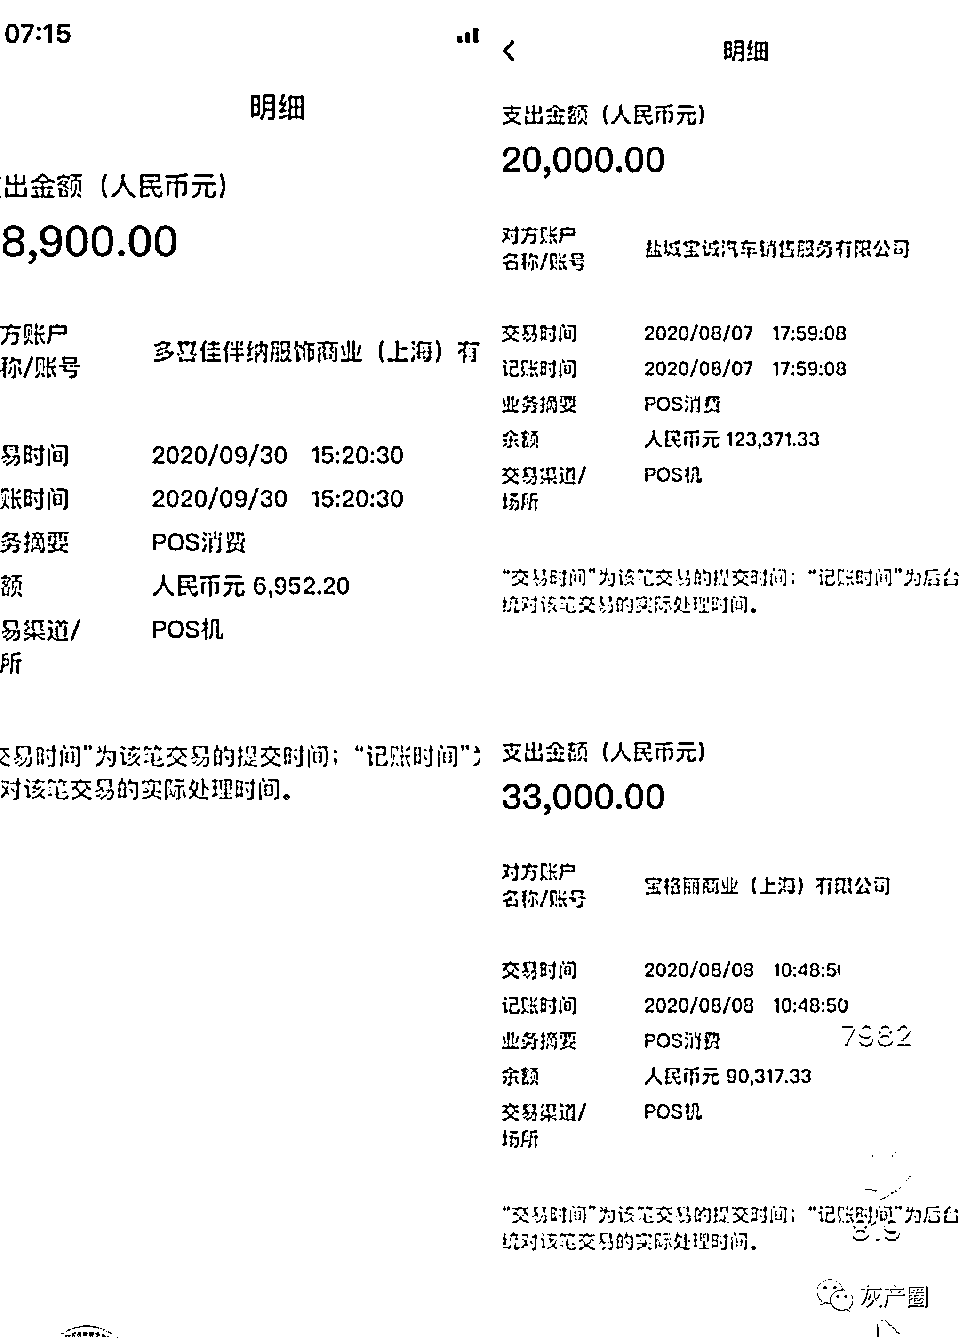 07:15
明细
支出金额（人民币元）
8,900.00
方账户
称/账号
多喜佳伴纳服饰商业（上海）有
易时间 2020/09/30 15:20:30
账时间 2020/09/30 15:20:30
务摘要 POS消费
额 人民币元 6,952.20
易渠道/ POS机
所
交易时间”为该笔交易的提交时间；“记账时间”为
对该笔交易的实际处理时间。
明细
支出金额（人民币元）
20,000.00
对方账户
名称/账号
盐城宝诚汽车销售服务有限公司
交易时间 2020/08/07 17:59:08
记账时间 2020/08/07 17:59:08
业务摘要 POS消费
余额 人民币元 123,371.33
交易渠道/ POS机
场所
“交易时间”为该笔交易的提交时间；“记账时间”为后台
统对该笔交易的实际处理时间。
支出金额（人民币元）
33,000.00
对方账户
名称/账号
宝格丽商业（上海）有限公司
交易时间 2020/08/08 10:48:50
记账时间 2020/08/08 10:48:50
业务摘要 POS消费
7982
余额 人民币元 90,317.33
交易渠道/ POS机
场所
“交易时间”为该笔交易的提交时间；“记账时间”为后台
统对该笔交易的实际处理时间。
灰产圈